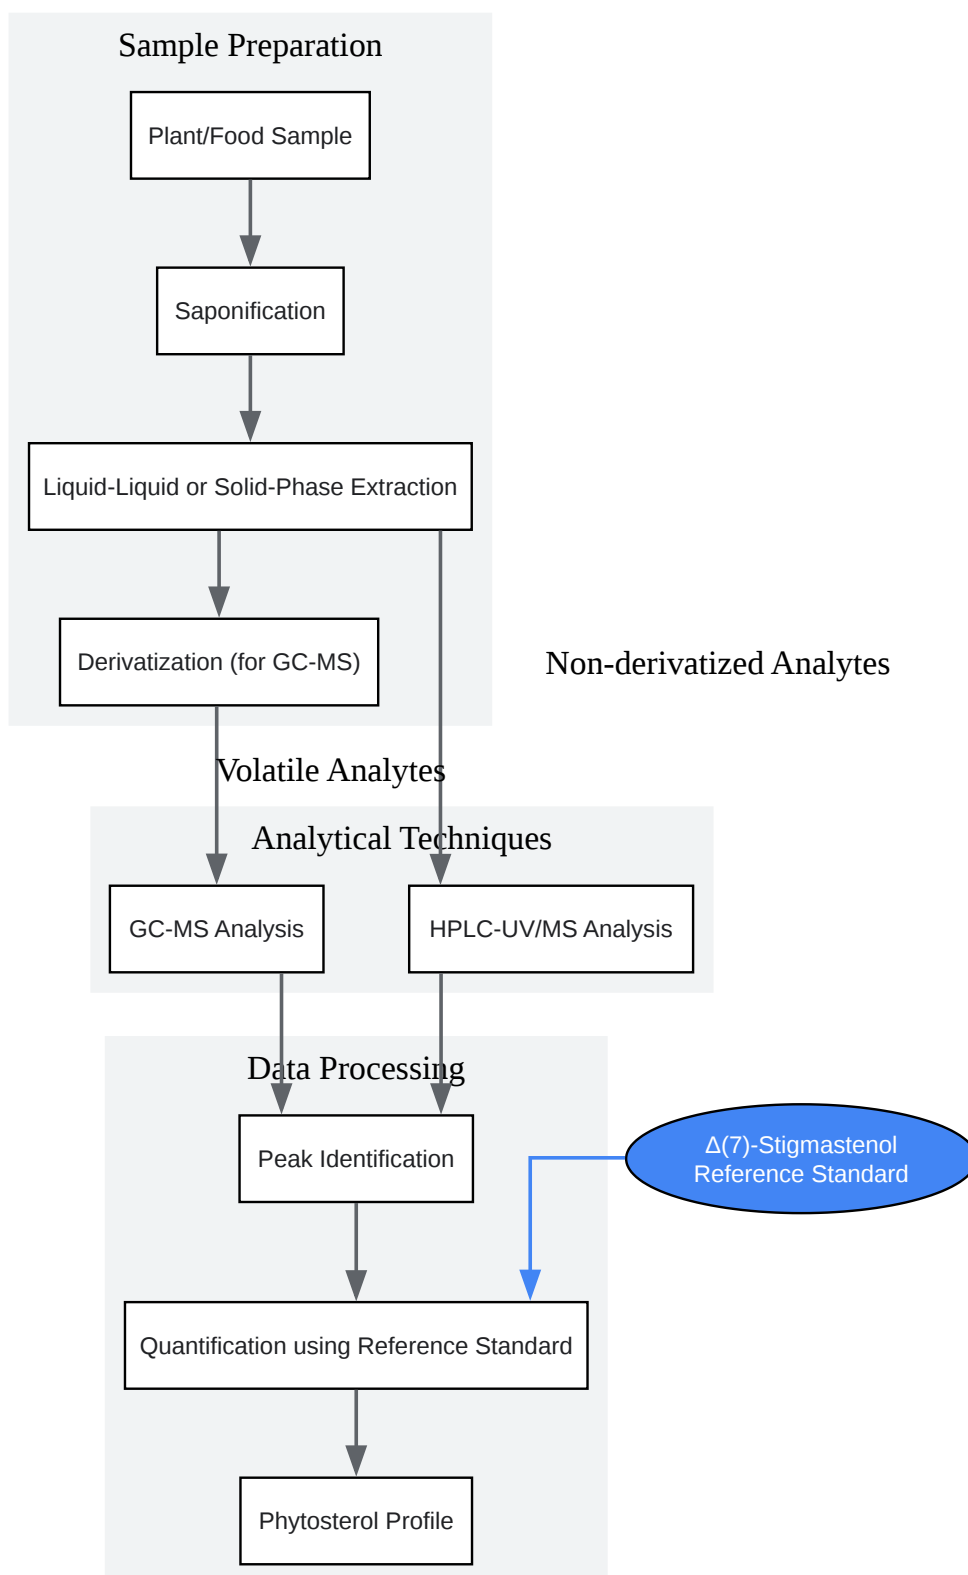 Sample Preparation
Plant/Food Sample
Saponification
Liquid-Liquid or Solid-Phase Extraction
Derivatization (for GC-MS)
Non-derivatized Analytes
Volatile Analytes
Analytical Techniques
GC-MS Analysis
HPLC-UV/MS Analysis
Data Processing
Peak Identification
Δ(7)-Stigmastenol
Reference Standard
Quantification using Reference Standard
Phytosterol Profile